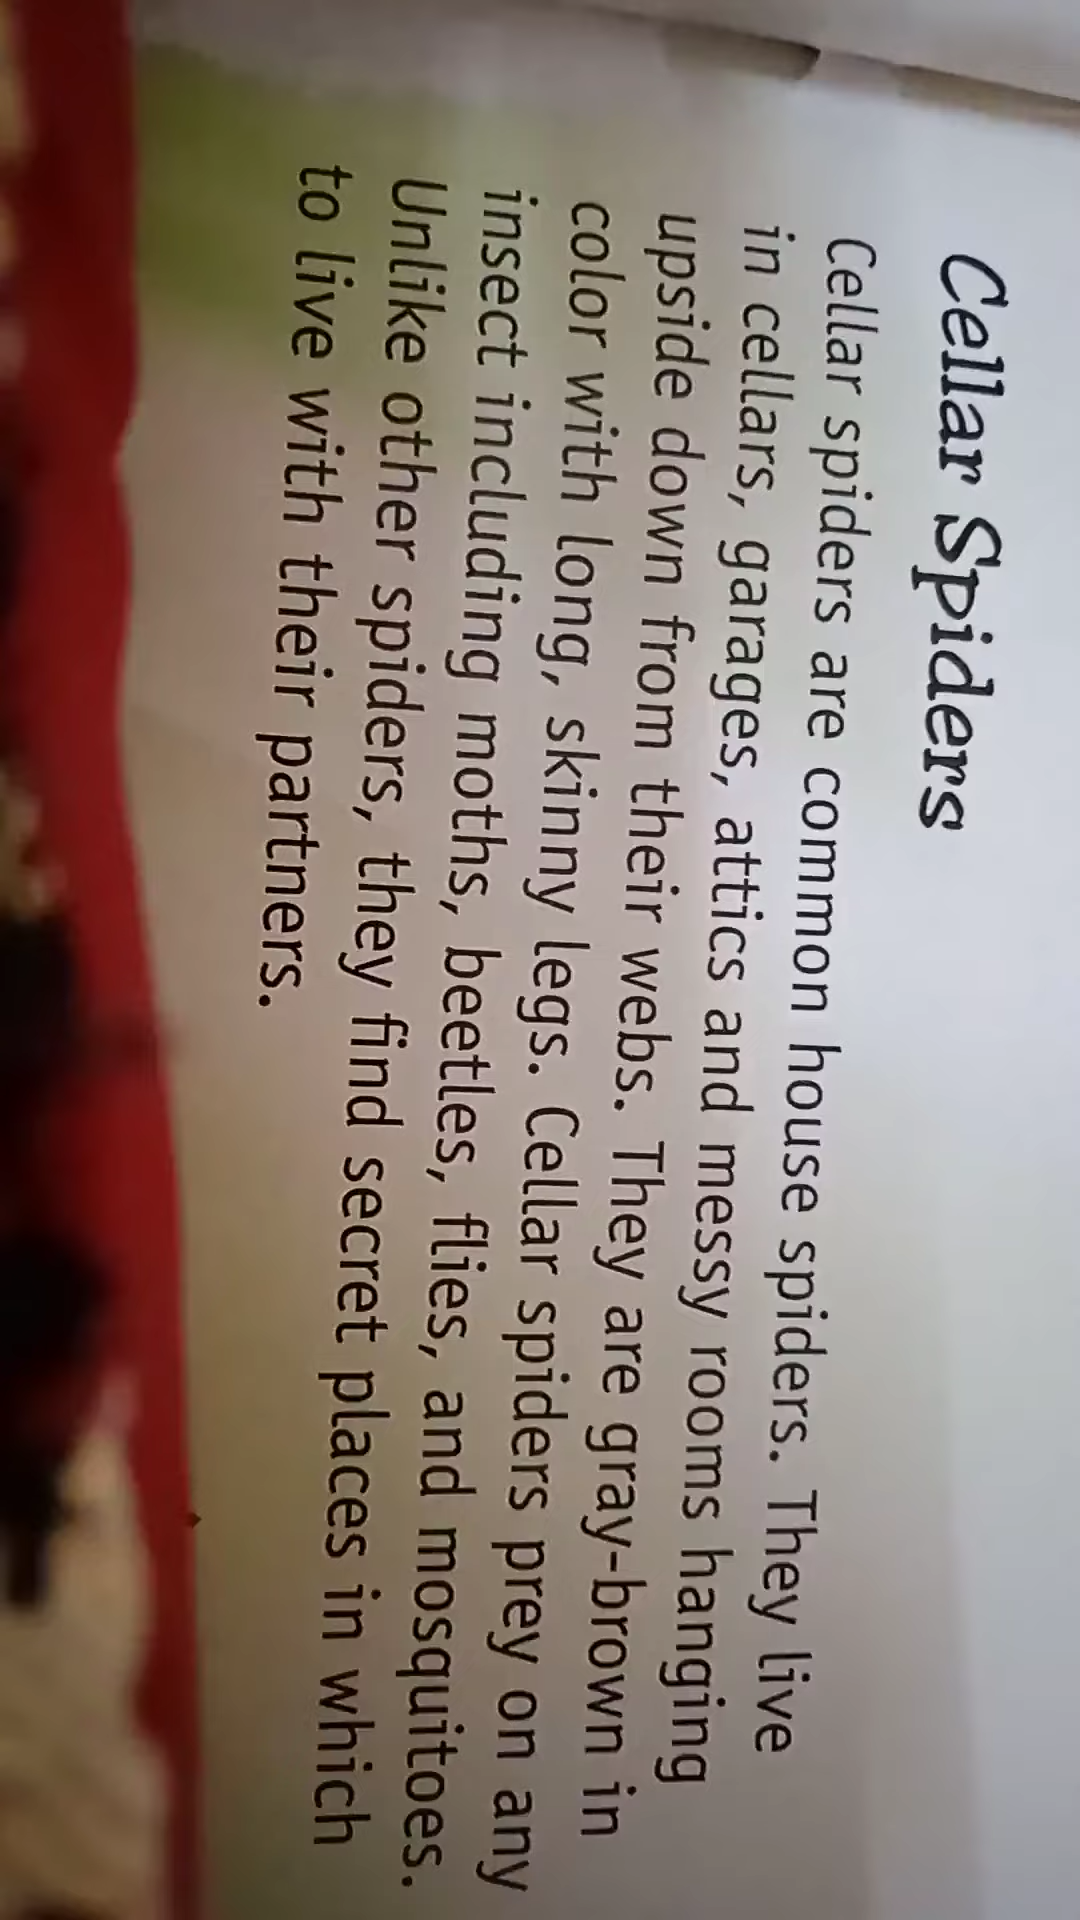 Cellar Spiders
Cellar spiders are common house spiders. They live
in cellars, garages, attics and messy rooms hanging
upside down from their webs. They are gray-brown in
color with long, skinny legs. Cellar spiders prey on any
insect including moths, beetles, flies, and mosquitoes.
Unlike other spiders, they find secret places in which
to live with their partners.